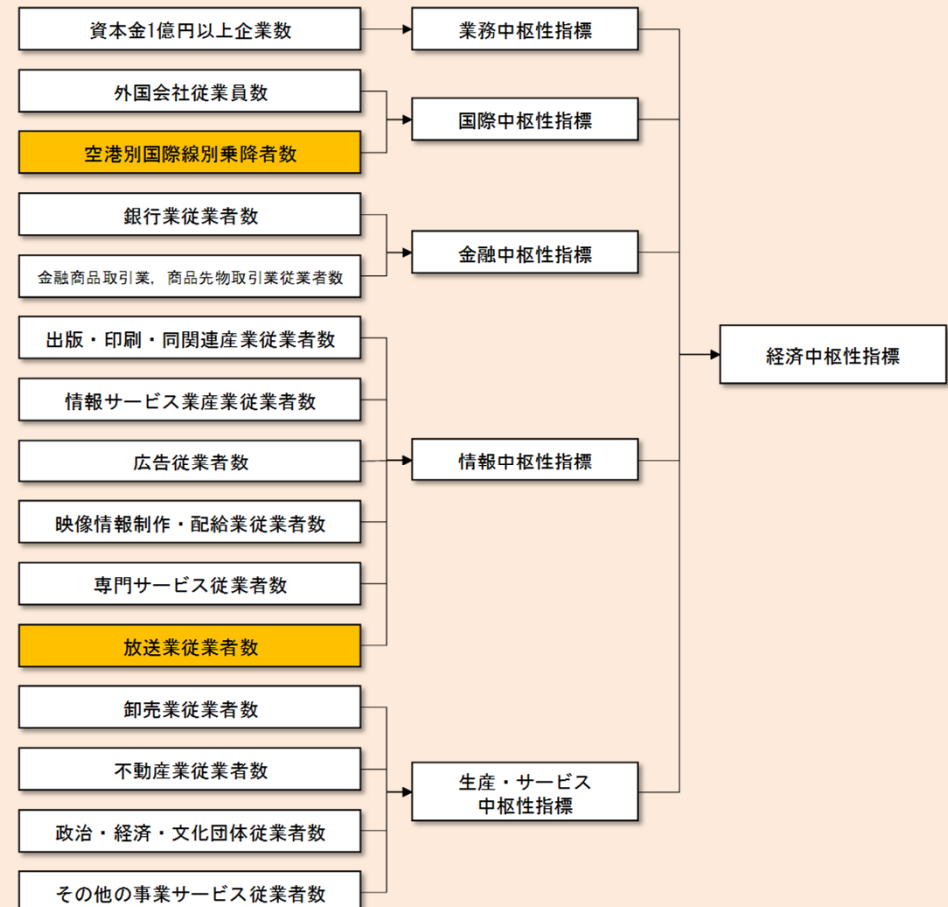 資本金1億円以上企業数
業務中枢性指標
外国会社従業員数
国際中枢性指標
空港別国際線別乗降者数
銀行業従業者数
金融中枢性指標
金融商品取引業，商品先物取引業従業者数
出版・印刷・同関連産業従業者数
経済中枢性指標
情報サービス業産業従業者数
広告従業者数
情報中枢性指標
映像情報制作・配給業従業者数
専門サービス従業者数
放送業従業者数
卸売業従業者数
不動産業従業者数
生産・サービス
中枢性指標
政治・経済・文化団体従業者数
その他の事業サービス従業者数